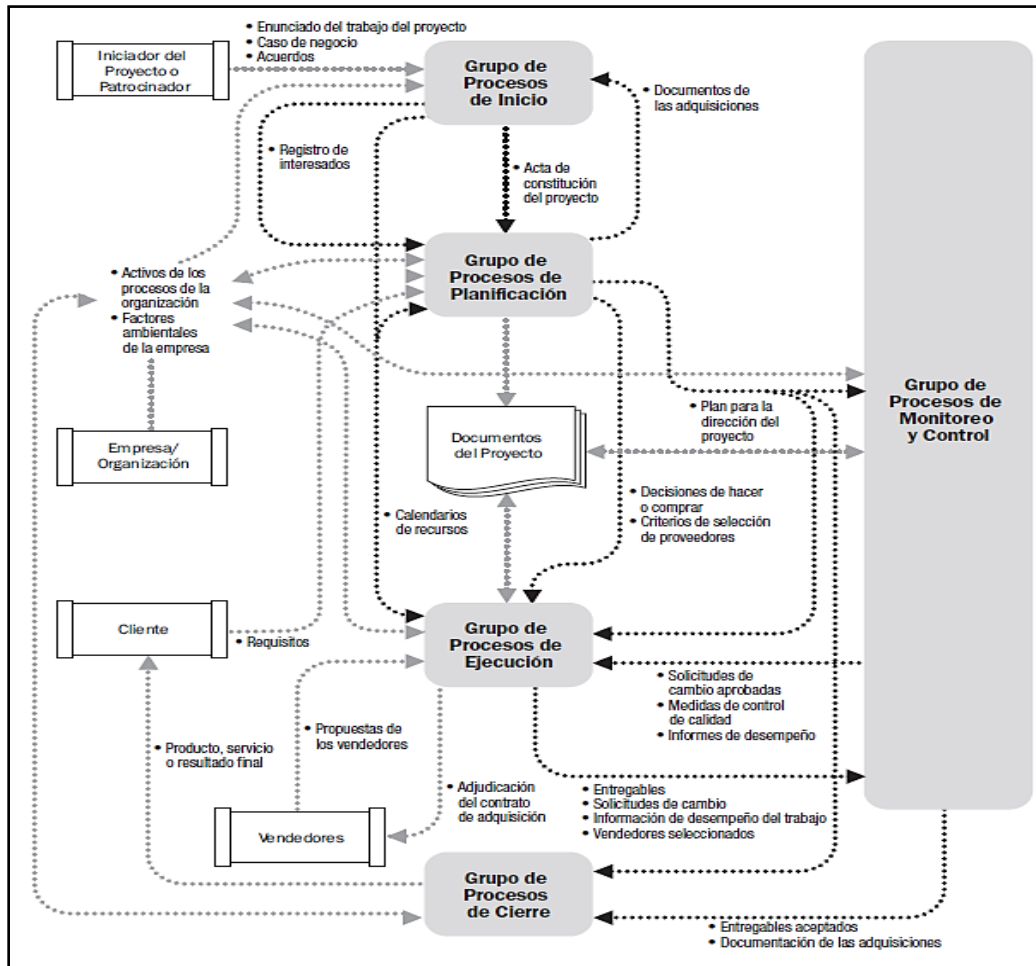 • Enunciado del trabajo del proyecto
• Caso de negocio
• Acuerdos
Iniciador del
Proyecto o
Patrocinador
Grupo de
Procesos
de Inicio
• Documentos de
las adquisiciones
• Registro de
interesados
• Acta de
constitución
del proyecto
Grupo de
Procesos de
Planificación
• Activos de los
procesos de la
organización
• Factores
ambientales
de la empresa
Grupo de
Procesos de
Monitoreo
y Control
• Plan para la
dirección del
proyecto
Empresa/
Organización
Documentos
del Proyecto
• Decisiones de hacer
o comprar
• Criterios de selección
de proveedores
• Calendarios
de recursos
Cliente
• Requisitos
Grupo de
Procesos de
Ejecución
• Solicitudes de
cambio aprobadas
• Medidas de control
de calidad
• Informes de desempeño
• Propuestas de
los vendedores
• Producto, servicio
o resultado final
• Adjudicación
del contrato
de adquisición
• Entregables
• Solicitudes de cambio
• Información de desempeño del trabajo
• Vendedores seleccionados
Vendedores
Grupo de
Procesos
de Cierre
• Entregables aceptados
• Documentación de las adquisiciones